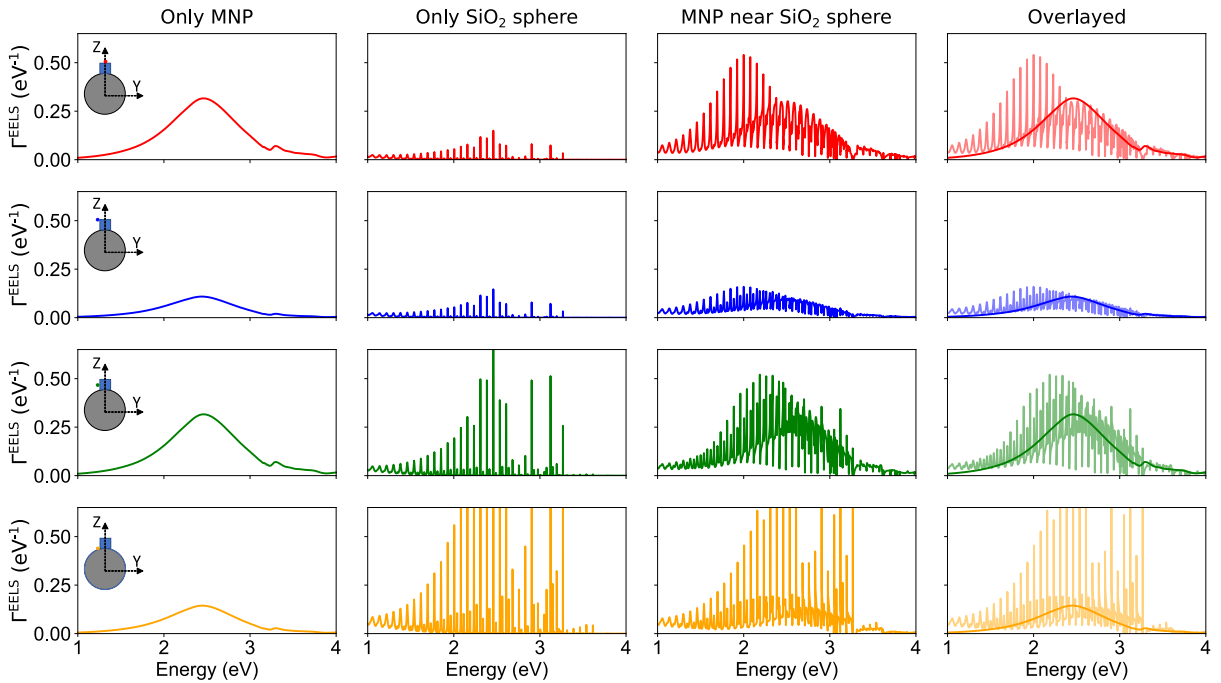 Only MNP
Only SiO₂ sphere
MNP near SiO₂ sphere
Overlayed
Γᴱᴱᴸˢ (eV⁻¹)
0.50
0.25
0.00
Z
Y
Γᴱᴱᴸˢ (eV⁻¹)
0.50
0.25
0.00
Z
Y
Γᴱᴱᴸˢ (eV⁻¹)
0.50
0.25
0.00
Z
Y
Γᴱᴱᴸˢ (eV⁻¹)
0.50
0.25
0.00
Z
Y
1 2 3 4
1 2 3 4
1 2 3 4
1 2 3 4
Energy (eV)
Energy (eV)
Energy (eV)
Energy (eV)